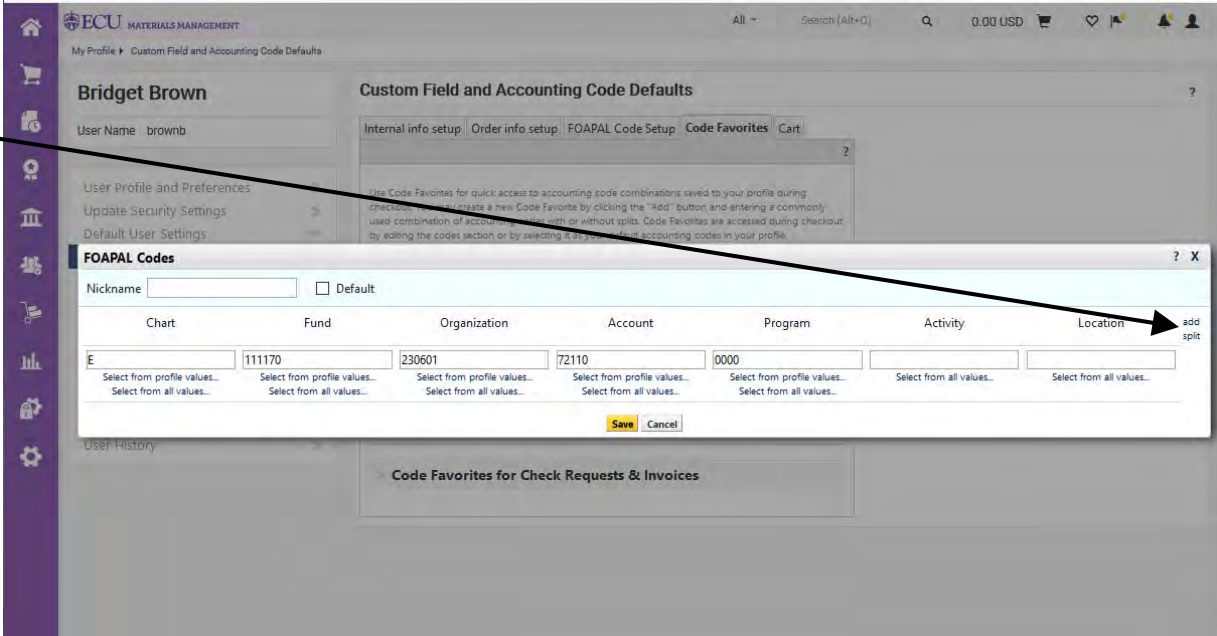 ECU MATERIALS MANAGEMENT
All
Search (Alt+Q)
0.00 USD
My Profile Custom Field and Accounting Code Defaults
Bridget Brown
User Name brownb
User Profile and Preferences
Update Security Settings
Default User Settings
User History
Custom Field and Accounting Code Defaults ?
Internal info setup Order info setup FOAPAL Code Setup Code Favorites Cart
?
Use Code Favorites for quick access to accounting code combinations saved to your profile during
checkout. You may create a new Code Favorite by clicking the "Add" button and entering a commonly
used combination of accounting codes with or without splits. Code Favorites are accessed during checkout
by editing the codes section or by selecting it as your default accounting codes in your profile.
FOAPAL Codes ? X
Nickname Default
Chart Fund Organization Account Program Activity Location add
split
E 111170 230601 72110 0000
Select from profile values... Select from profile values... Select from profile values... Select from profile values... Select from profile values... Select from all values... Select from all values...
Select from all values... Select from all values... Select from all values... Select from all values... Select from all values...
Save Cancel
Code Favorites for Check Requests & Invoices